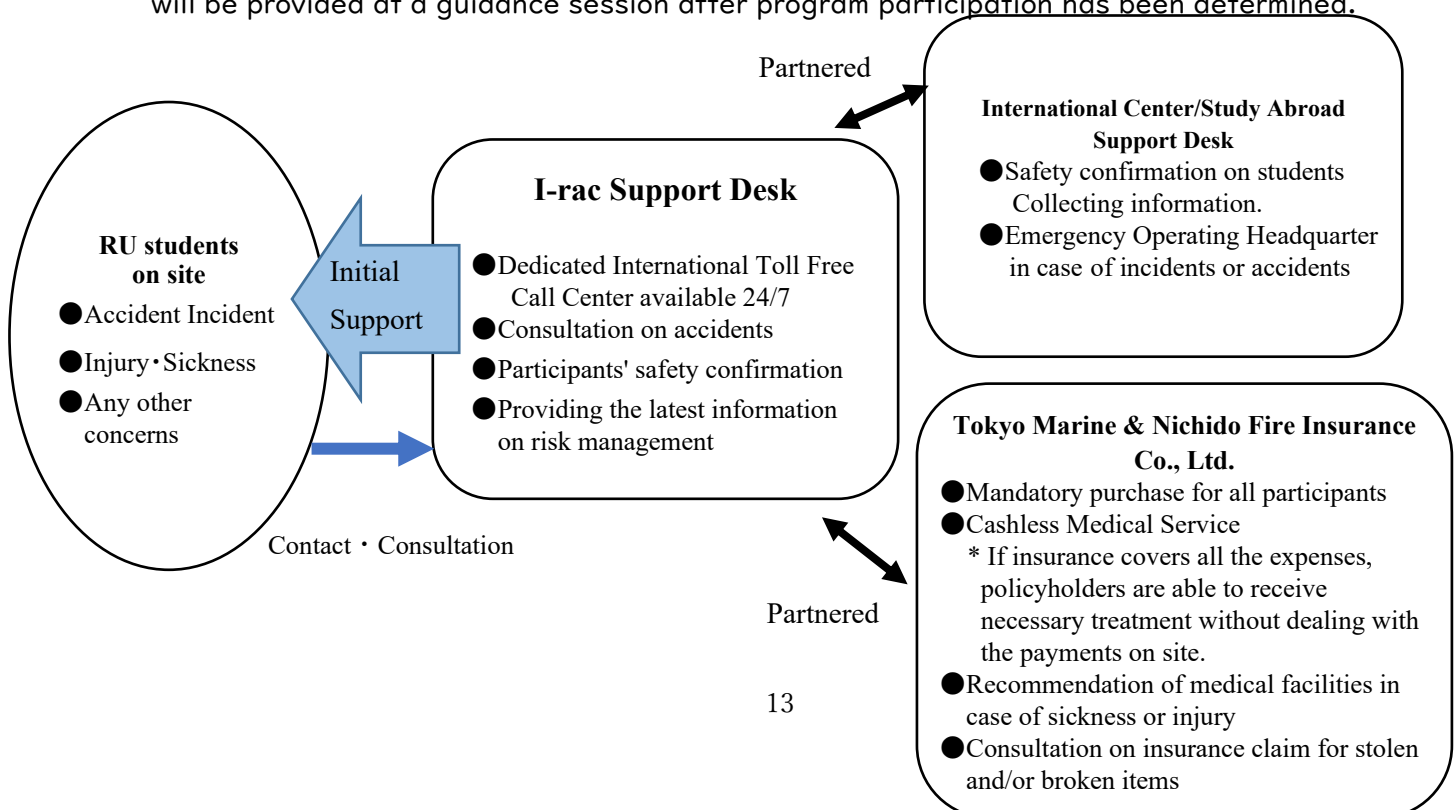 will be provided at a guidance session after program participation has been determined.
Partnered
International Center/Study Abroad
Support Desk
●Safety confirmation on students
Collecting information.
●Emergency Operating Headquarter
in case of incidents or accidents
I-rac Support Desk
●Dedicated International Toll Free
Call Center available 24/7
●Consultation on accidents
●Participants' safety confirmation
●Providing the latest information
on risk management
RU students
on site
●Accident Incident
●Injury・Sickness
●Any other
concerns
Initial
Support
Contact・Consultation
Partnered
Tokyo Marine & Nichido Fire Insurance
Co., Ltd.
●Mandatory purchase for all participants
●Cashless Medical Service
* If insurance covers all the expenses,
policyholders are able to receive
necessary treatment without dealing with
the payments on site.
●Recommendation of medical facilities in
case of sickness or injury
●Consultation on insurance claim for stolen
and/or broken items
13